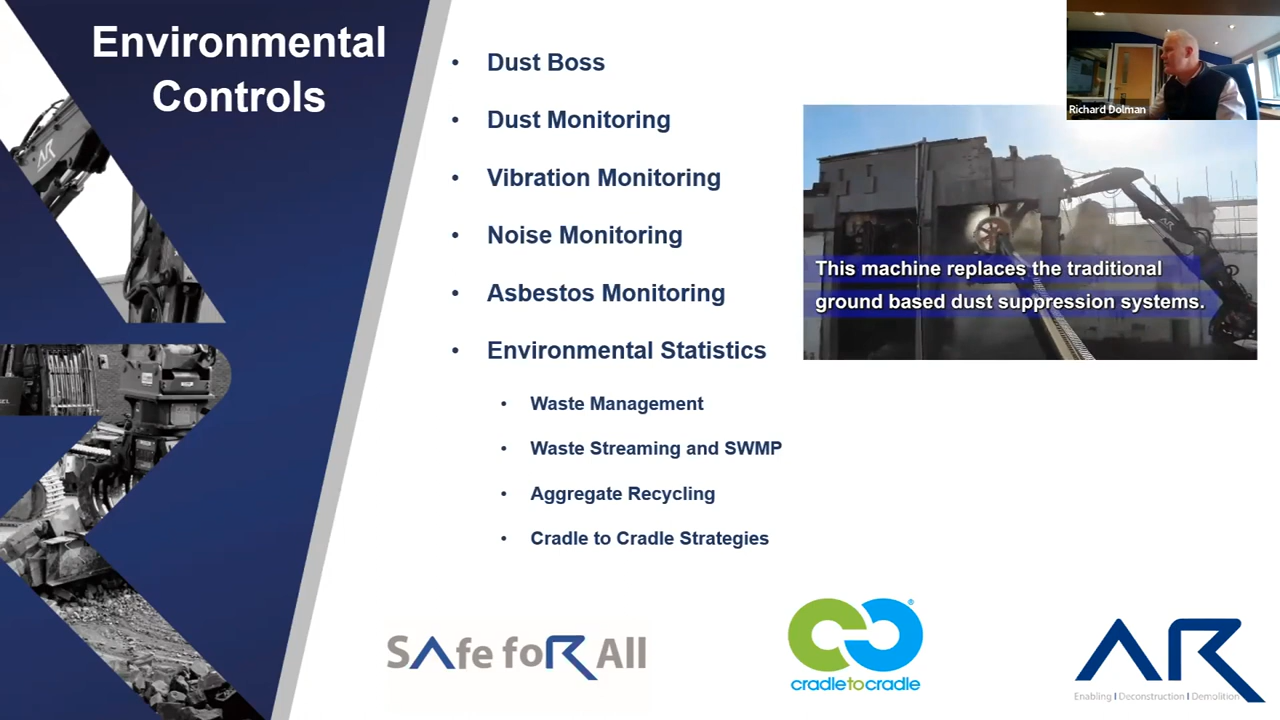 Environmental
Controls
• Dust Boss
• Dust Monitoring
• Vibration Monitoring
• Noise Monitoring
• Asbestos Monitoring
• Environmental Statistics
• Waste Management
• Waste Streaming and SWMP
• Aggregate Recycling
• Cradle to Cradle Strategies
Richard Dolman
AR
This machine replaces the traditional
ground based dust suppression systems.
AR
SAfe foR All
cradletocradle
®
AR
Enabling | Deconstruction | Demolition